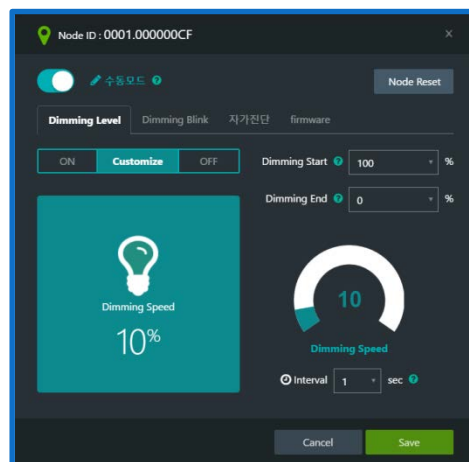 Node ID : 0001.000000CF x
수동모드 ?
Node Reset
Dimming Level Dimming Blink 자가진단 firmware
ON Customize OFF
Dimming Start ? 100 %
Dimming End ? 0 %
Dimming Speed
10%
10
Dimming Speed
Interval 1 sec ?
Cancel Save